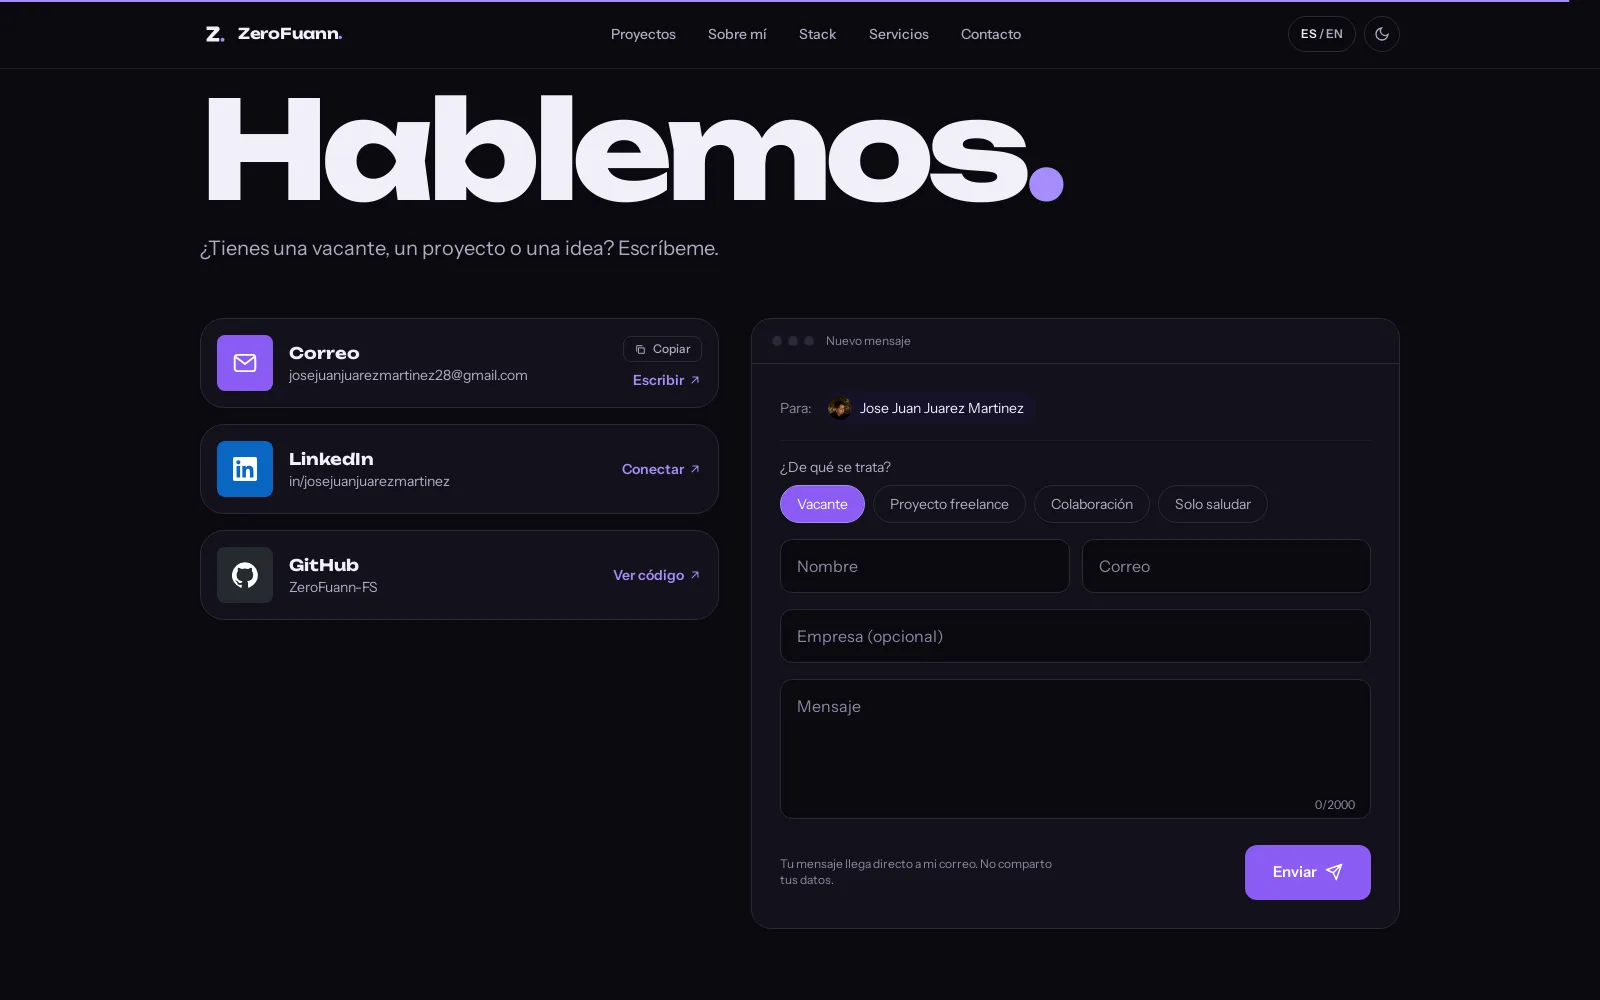 Z. ZeroFuann.
Proyectos Sobre mí Stack Servicios Contacto
ES / EN
Hablemos.
¿Tienes una vacante, un proyecto o una idea? Escríbeme.
Correo
josejuanjuarezmartinez28@gmail.com
Copiar
Escribir
LinkedIn
in/josejuanjuarezmartinez
Conectar
GitHub
ZeroFuann-FS
Ver código
Nuevo mensaje
Para: Jose Juan Juarez Martinez
¿De qué se trata?
Vacante Proyecto freelance Colaboración Solo saludar
Nombre Correo
Empresa (opcional)
Mensaje
0/2000
Tu mensaje llega directo a mi correo. No comparto
tus datos.
Enviar